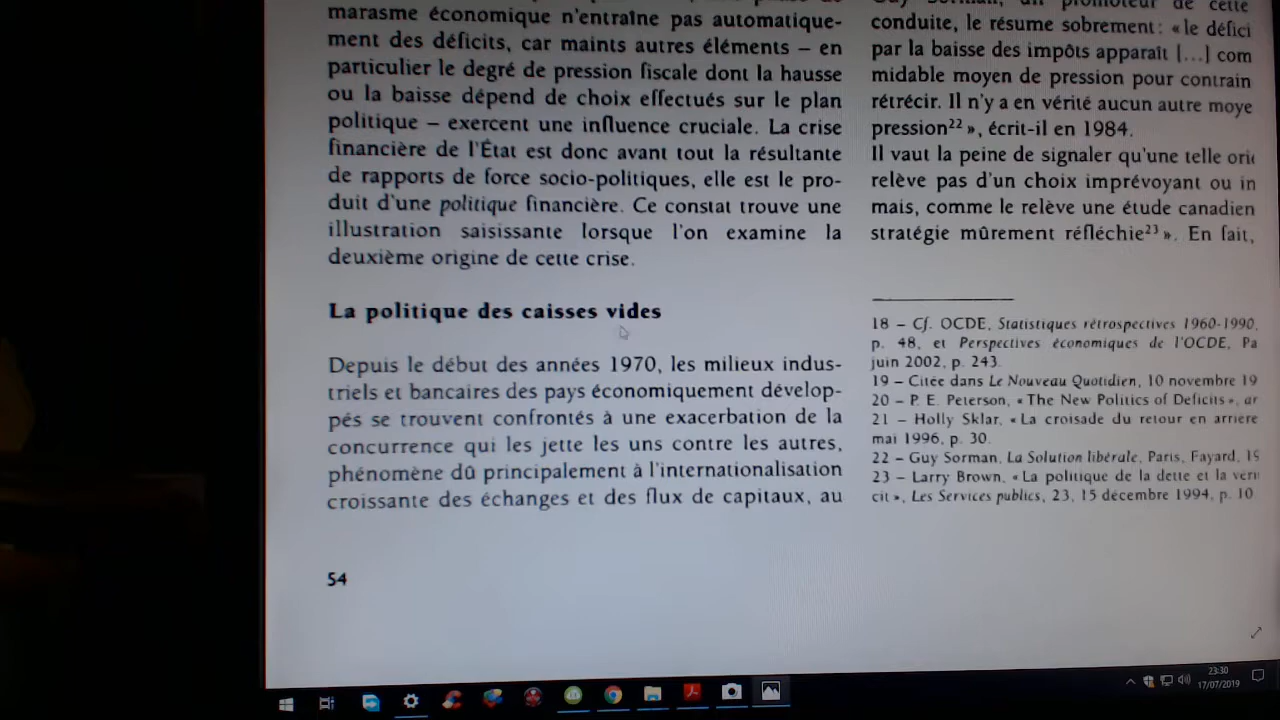 marasme économique n'entraîne pas automatique-
ment des déficits, car maints autres éléments – en
particulier le degré de pression fiscale dont la hausse
ou la baisse dépend de choix effectués sur le plan
politique – exercent une influence cruciale. La crise
financière de l'État est donc avant tout la résultante
de rapports de force socio-politiques, elle est le pro-
duit d'une politique financière. Ce constat trouve une
illustration saisissante lorsque l'on examine la
deuxième origine de cette crise.
La politique des caisses vides
Depuis le début des années 1970, les milieux indus-
triels et bancaires des pays économiquement dévelop-
pés se trouvent confrontés à une exacerbation de la
concurrence qui les jette les uns contre les autres,
phénomène dû principalement à l'internationalisation
croissante des échanges et des flux de capitaux, au
54
Guy Sorman, un promoteur de cette
conduite, le résume sobrement : « le défici
par la baisse des impôts apparaît [...] com
midable moyen de pression pour contrain
rétrécir. Il n'y a en vérité aucun autre moye
pression22 », écrit-il en 1984.
Il vaut la peine de signaler qu'une telle orie
relève pas d'un choix imprévoyant ou in
mais, comme le relève une étude canadien
stratégie mûrement réfléchie23 ». En fait,
18 – Cf. OCDE, Statistiques rétrospectives 1960-1990,
p. 48, et Perspectives économiques de l'OCDE, Pa
juin 2002, p. 243.
19 – Citée dans Le Nouveau Quotidien, 10 novembre 19
20 – P. E. Peterson, « The New Politics of Deficits », ar
21 – Holly Sklar, « La croisade du retour en arrière
mai 1996, p. 30.
22 – Guy Sorman, La Solution libérale, Paris, Fayard, 19
23 – Larry Brown, « La politique de la dette et la véri
cit », Les Services publics, 23, 15 décembre 1994, p. 10
23:30
17/07/2019